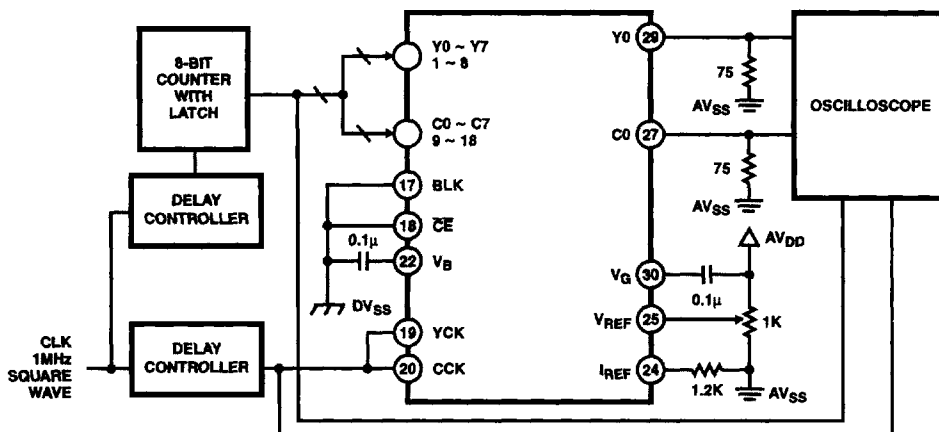 8-BIT
COUNTER
WITH
LATCH
DELAY
CONTROLLER
CLK
1MHz
SQUARE
WAVE
DELAY
CONTROLLER
Y0 ~ Y7
1 ~ 8
C0 ~ C7
9 ~ 18
17 BLK
18 CE
0.1μ
22 VB
DVSS
19 YCK
20 CCK
Y0 29
C0 27
VG 30
VREF 25
IREF 24
75
AVSS
75
AVSS
AVDD
0.1μ
1K
1.2K
AVSS
OSCILLOSCOPE